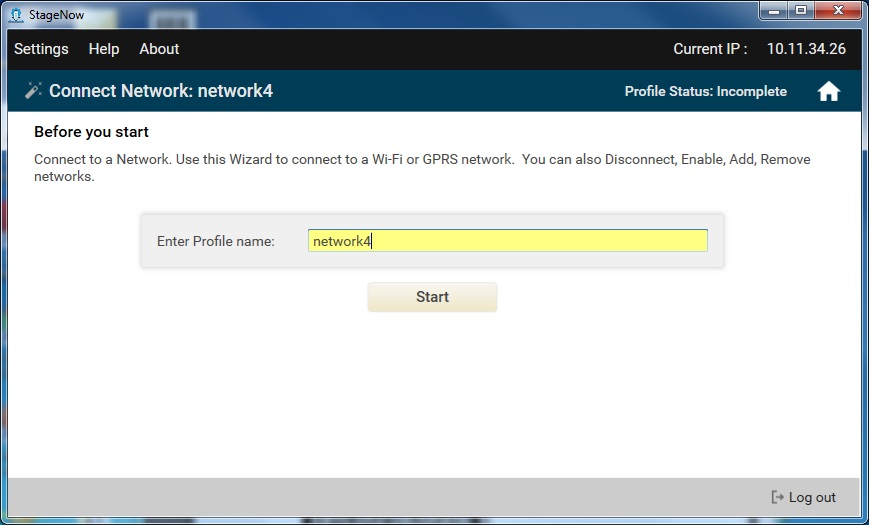 StageNow
Settings Help About Current IP : 10.11.34.26
Connect Network: network4 Profile Status: Incomplete
Before you start
Connect to a Network. Use this Wizard to connect to a Wi-Fi or GPRS network. You can also Disconnect, Enable, Add, Remove
networks.
Enter Profile name: network4
Start
Log out